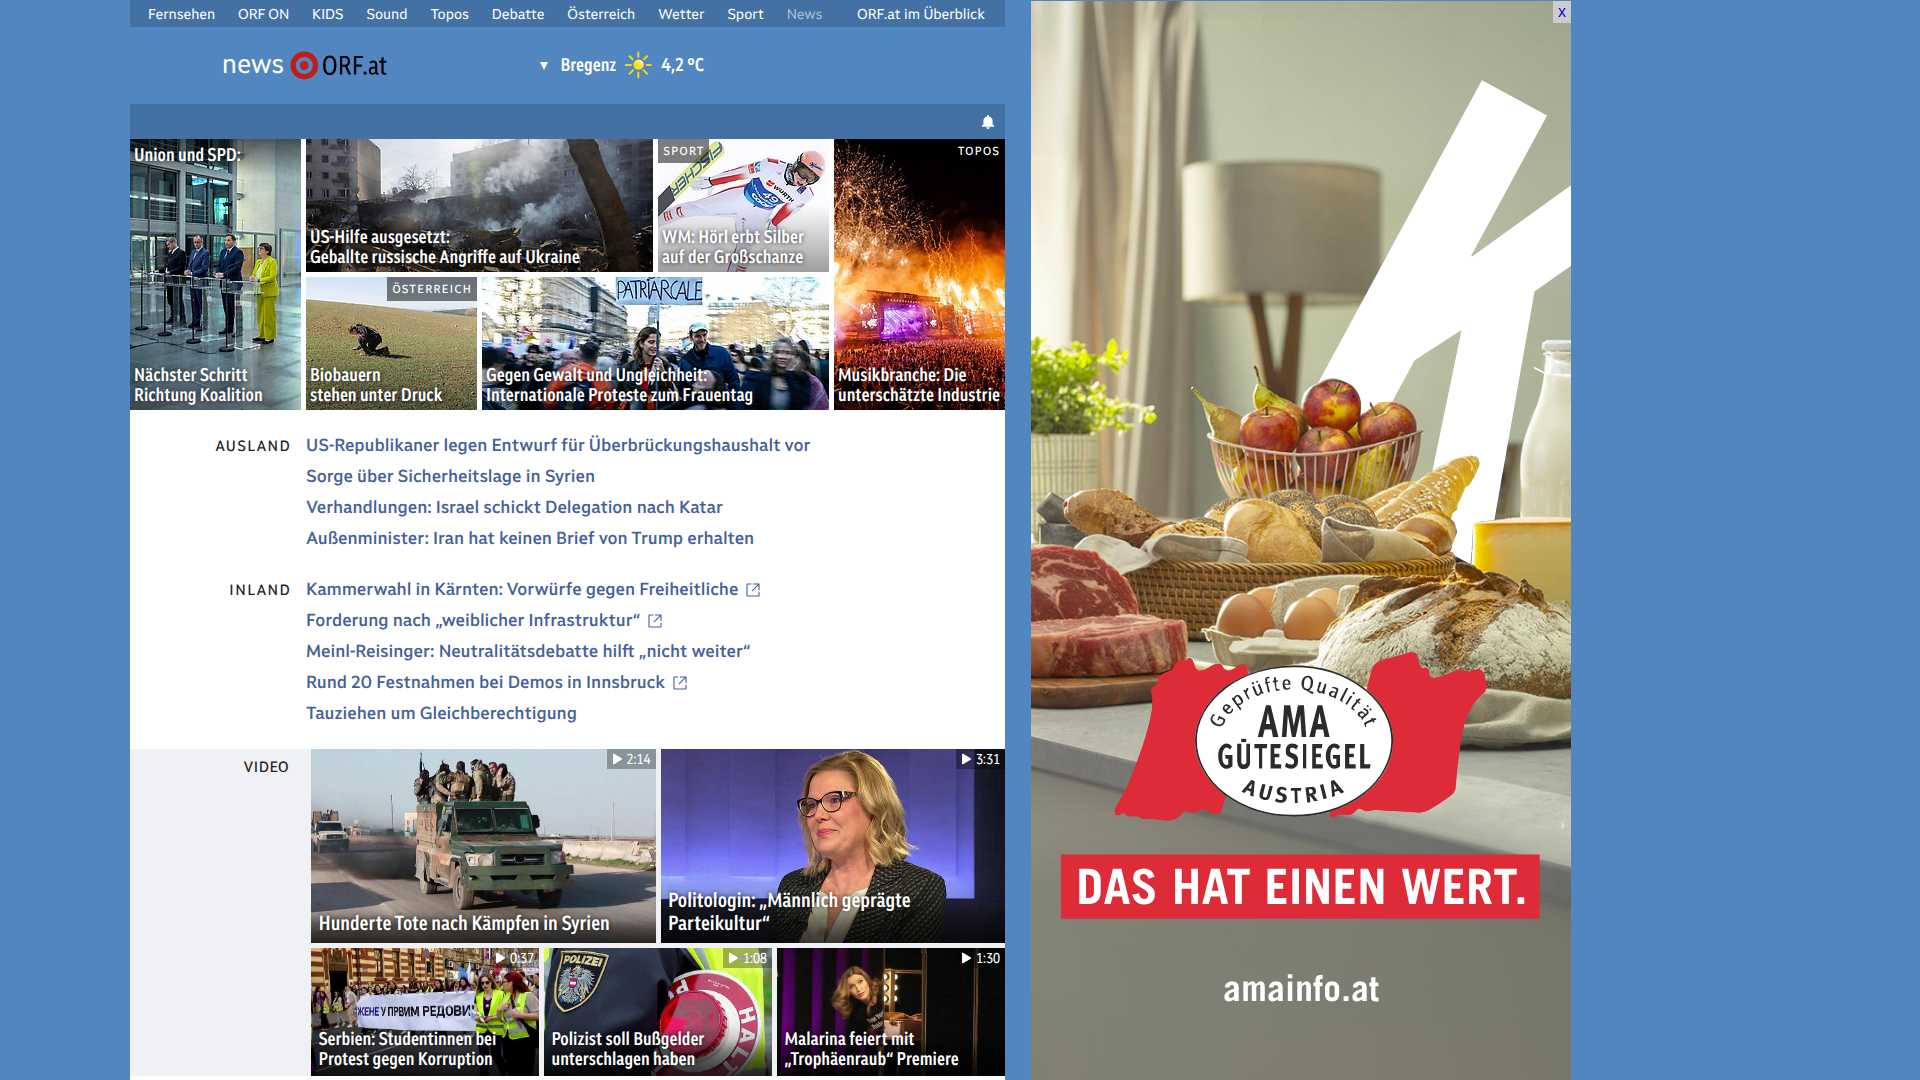 Fernsehen ORF ON KIDS Sound Topos Debatte Österreich Wetter Sport News ORF.at im Überblick
news ORF.at
▼ Bregenz 4,2 °C
Union und SPD:
Nächster Schritt
Richtung Koalition
US-Hilfe ausgesetzt:
Geballte russische Angriffe auf Ukraine
SPORT
FISCHER
WÜRTH
49
WM: Hörl erbt Silber
auf der Großschanze
TOPOS
Musikbranche: Die
unterschätzte Industrie
ÖSTERREICH
Biobauern
stehen unter Druck
PATRIARCALE
Gegen Gewalt und Ungleichheit:
Internationale Proteste zum Frauentag
AUSLAND
US-Republikaner legen Entwurf für Überbrückungshaushalt vor
Sorge über Sicherheitslage in Syrien
Verhandlungen: Israel schickt Delegation nach Katar
Außenminister: Iran hat keinen Brief von Trump erhalten
INLAND
Kammerwahl in Kärnten: Vorwürfe gegen Freiheitliche
Forderung nach „weiblicher Infrastruktur“
Meinl-Reisinger: Neutralitätsdebatte hilft „nicht weiter“
Rund 20 Festnahmen bei Demos in Innsbruck
Tauziehen um Gleichberechtigung
VIDEO
2:14
Hunderte Tote nach Kämpfen in Syrien
3:31
Politologin: „Männlich geprägte
Parteikultur“
0:37
ЖЕНЕ У ПРВИМ РЕДОВИ
Serbien: Studentinnen bei
Protest gegen Korruption
1:08
POLIZEI
HALT
Polizist soll Bußgelder
unterschlagen haben
1:30
Malarina feiert mit
„Trophäenraub“ Premiere
X
Geprüfte Qualität
AMA
GÜTESIEGEL
AUSTRIA
DAS HAT EINEN WERT.
amainfo.at